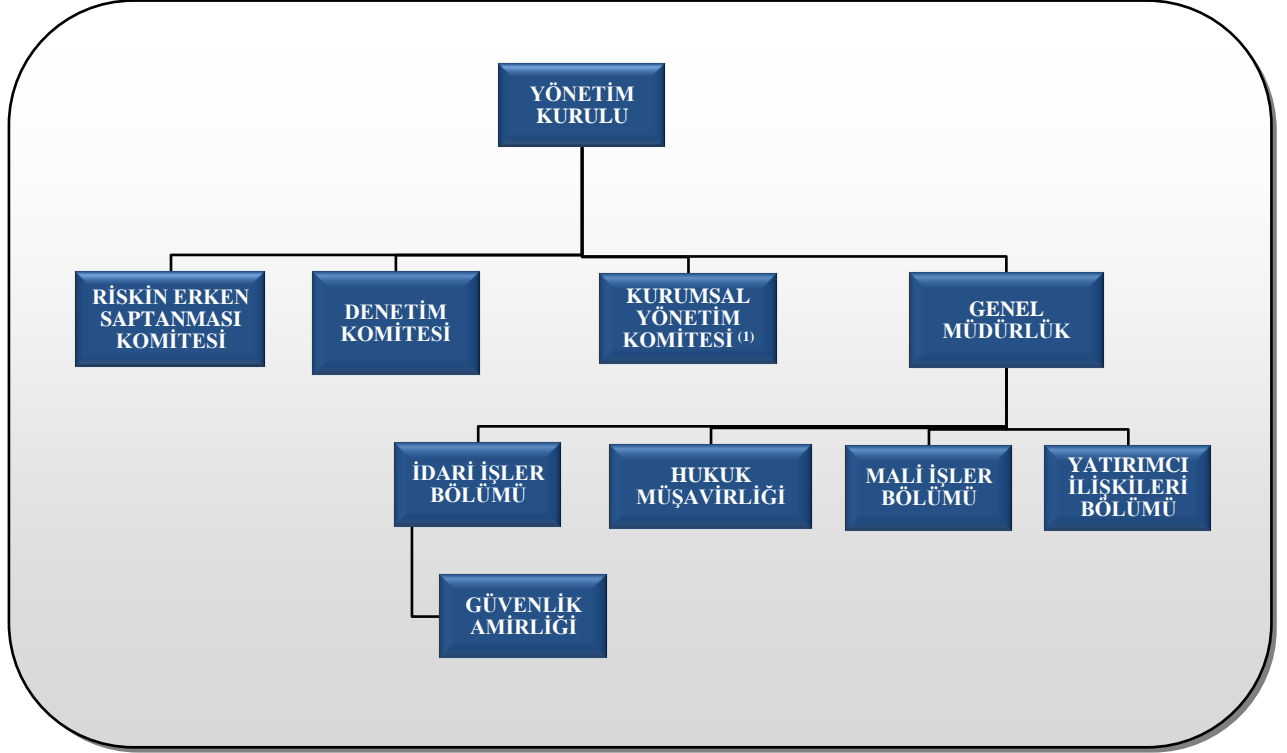 YÖNETİM
KURULU
RİSKİN ERKEN
SAPTANMASI
KOMİTESİ
DENETİM
KOMİTESİ
KURUMSAL
YÖNETİM
KOMİTESİ (1)
GENEL
MÜDÜRLÜK
İDARİ İŞLER
BÖLÜMÜ
HUKUK
MÜŞAVİRLİĞİ
MALİ İŞLER
BÖLÜMÜ
YATIRIMCI
İLİŞKİLERİ
BÖLÜMÜ
GÜVENLİK
AMİRLİĞİ